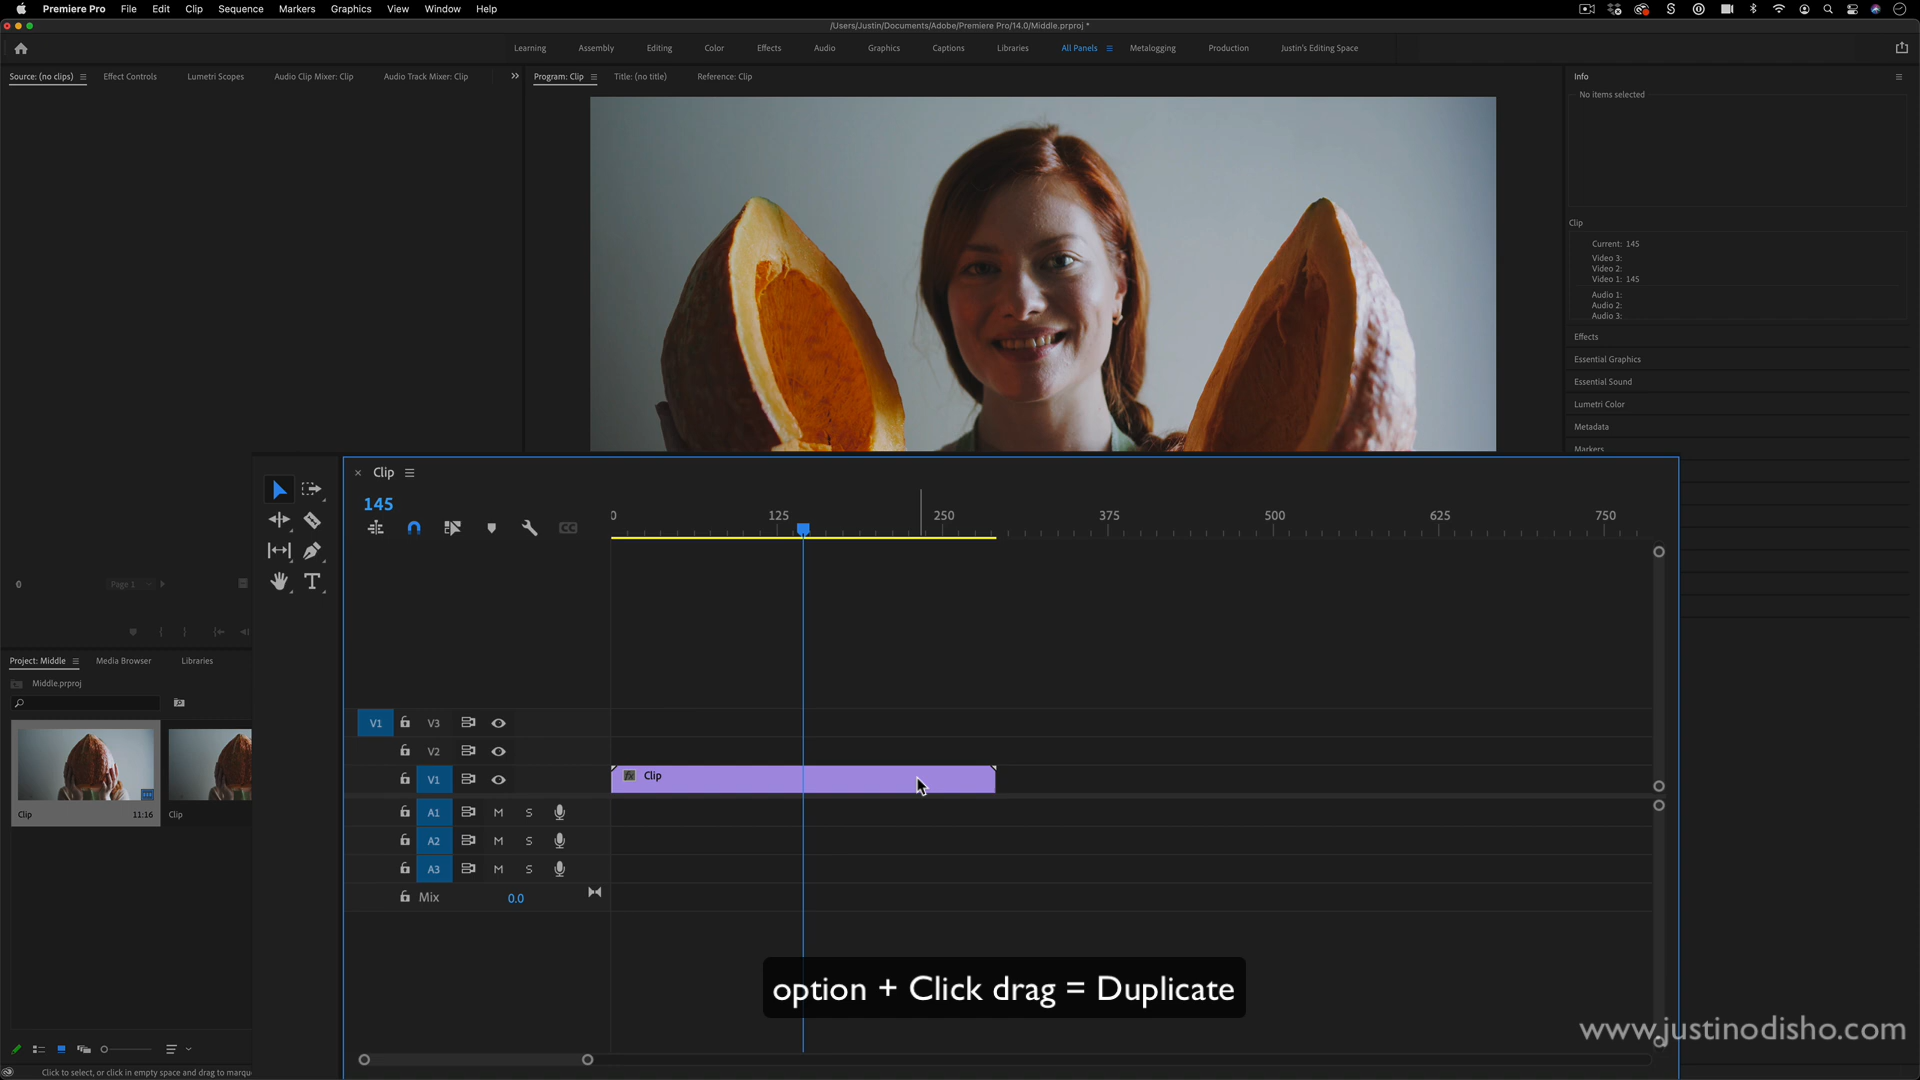 Premiere Pro File Edit Clip Sequence Markers Graphics View Window Help
/Users/Justin/Documents/Adobe/Premiere Pro/14.0/Middle.prproj *
Learning Assembly Editing Color Effects Audio Graphics Captions Libraries All Panels Metalogging Production Justin's Editing Space
Source: (no clips) Effect Controls Lumetri Scopes Audio Clip Mixer: Clip Audio Track Mixer: Clip
Program: Clip Title: (no title) Reference: Clip
Info
No items selected
Clip
Current: 145
Video 3:
Video 2:
Video 1: 145
Audio 1:
Audio 2:
Audio 3:
Effects
Essential Graphics
Essential Sound
Lumetri Color
Metadata
Markers
Clip
145
0 125 250 375 500 625 750
CC
0 Page 1
V1 V3
V2
V1 fx Clip
A1 M S
A2 M S
A3 M S
Mix 0.0
Project: Middle Media Browser Libraries
Middle.prproj
Clip 11:16 Clip
option + Click drag = Duplicate
www.justinodisho.com
Click to select, or click in empty space and drag to marqu